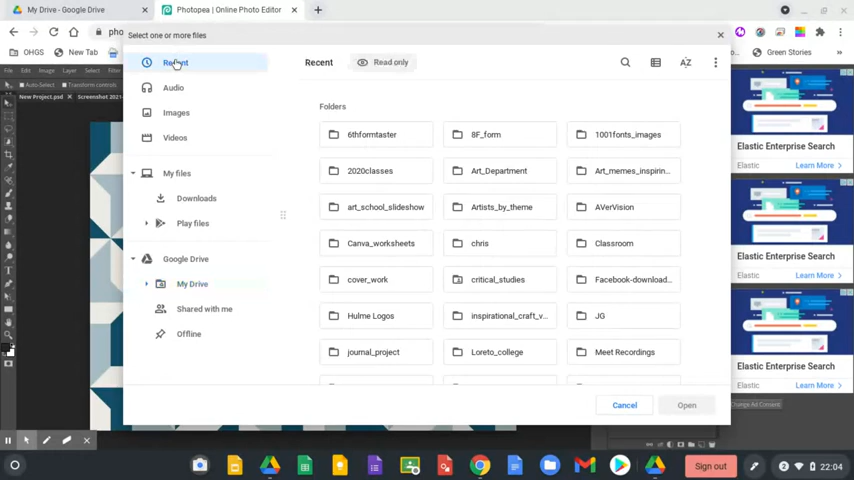 My Drive - Google Drive
Photopea | Online Photo Editor
OHGS
New Tab
Green Stories
Select one or more files
File Edit Image Layer Select
Auto-Select
New Project.psd
Recent
Audio
Images
Videos
My files
Downloads
Play files
Google Drive
My Drive
Shared with me
Offline
Recent
Read only
AZ
Folders
6thformtaster
8F_form
1001fonts_images
2020classes
Art_Department
Art_memes_inspirin...
art_school_slideshow
Artists_by_theme
AVerVision
Canva_worksheets
chris
Classroom
cover_work
critical_studies
Facebook-download...
Hulme Logos
inspirational_craft_v...
JG
journal_project
Loreto_college
Meet Recordings
Cancel
Open
Elastic Enterprise Search
Elastic
Learn More >
Elastic Enterprise Search
Elastic
Learn More >
Elastic Enterprise Search
Elastic
Learn More >
Change Ad Consent
Sign out
2
22:04